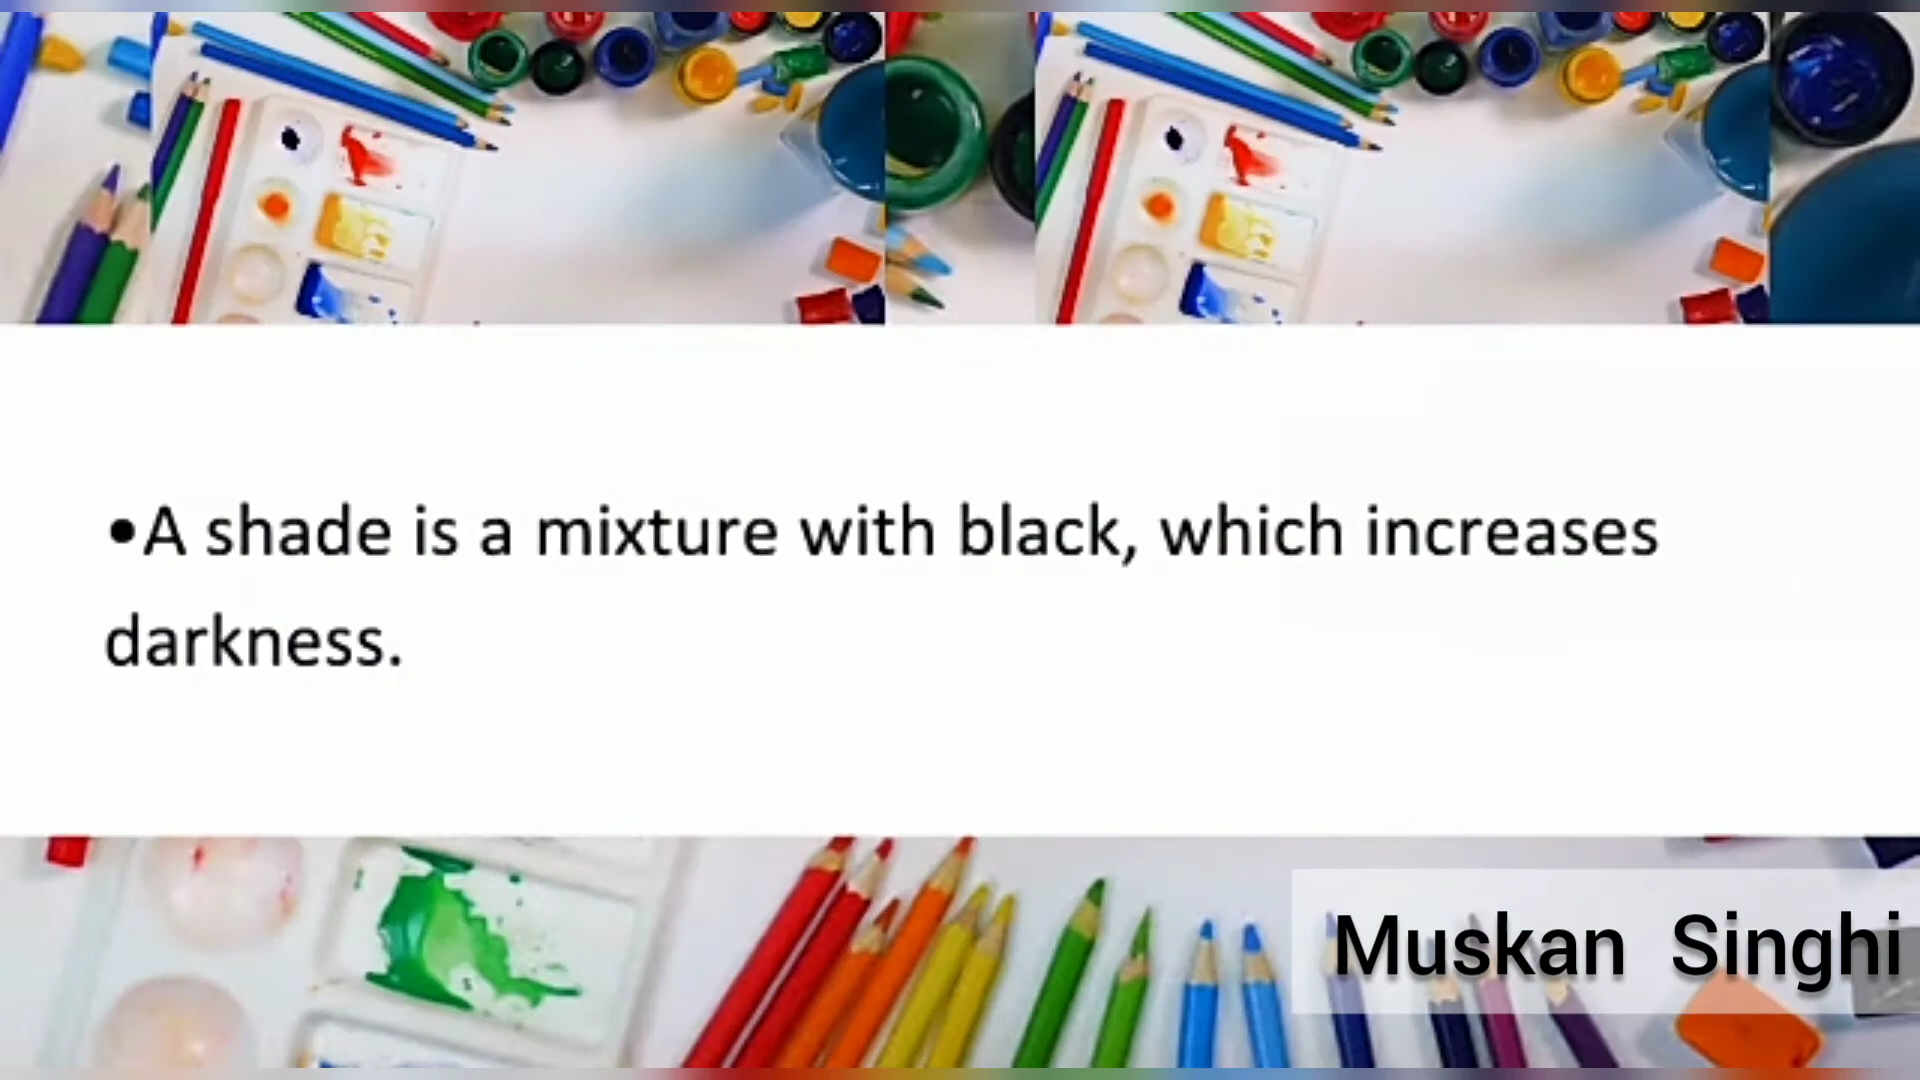 •A shade is a mixture with black, which increases
darkness.
Muskan Singhi